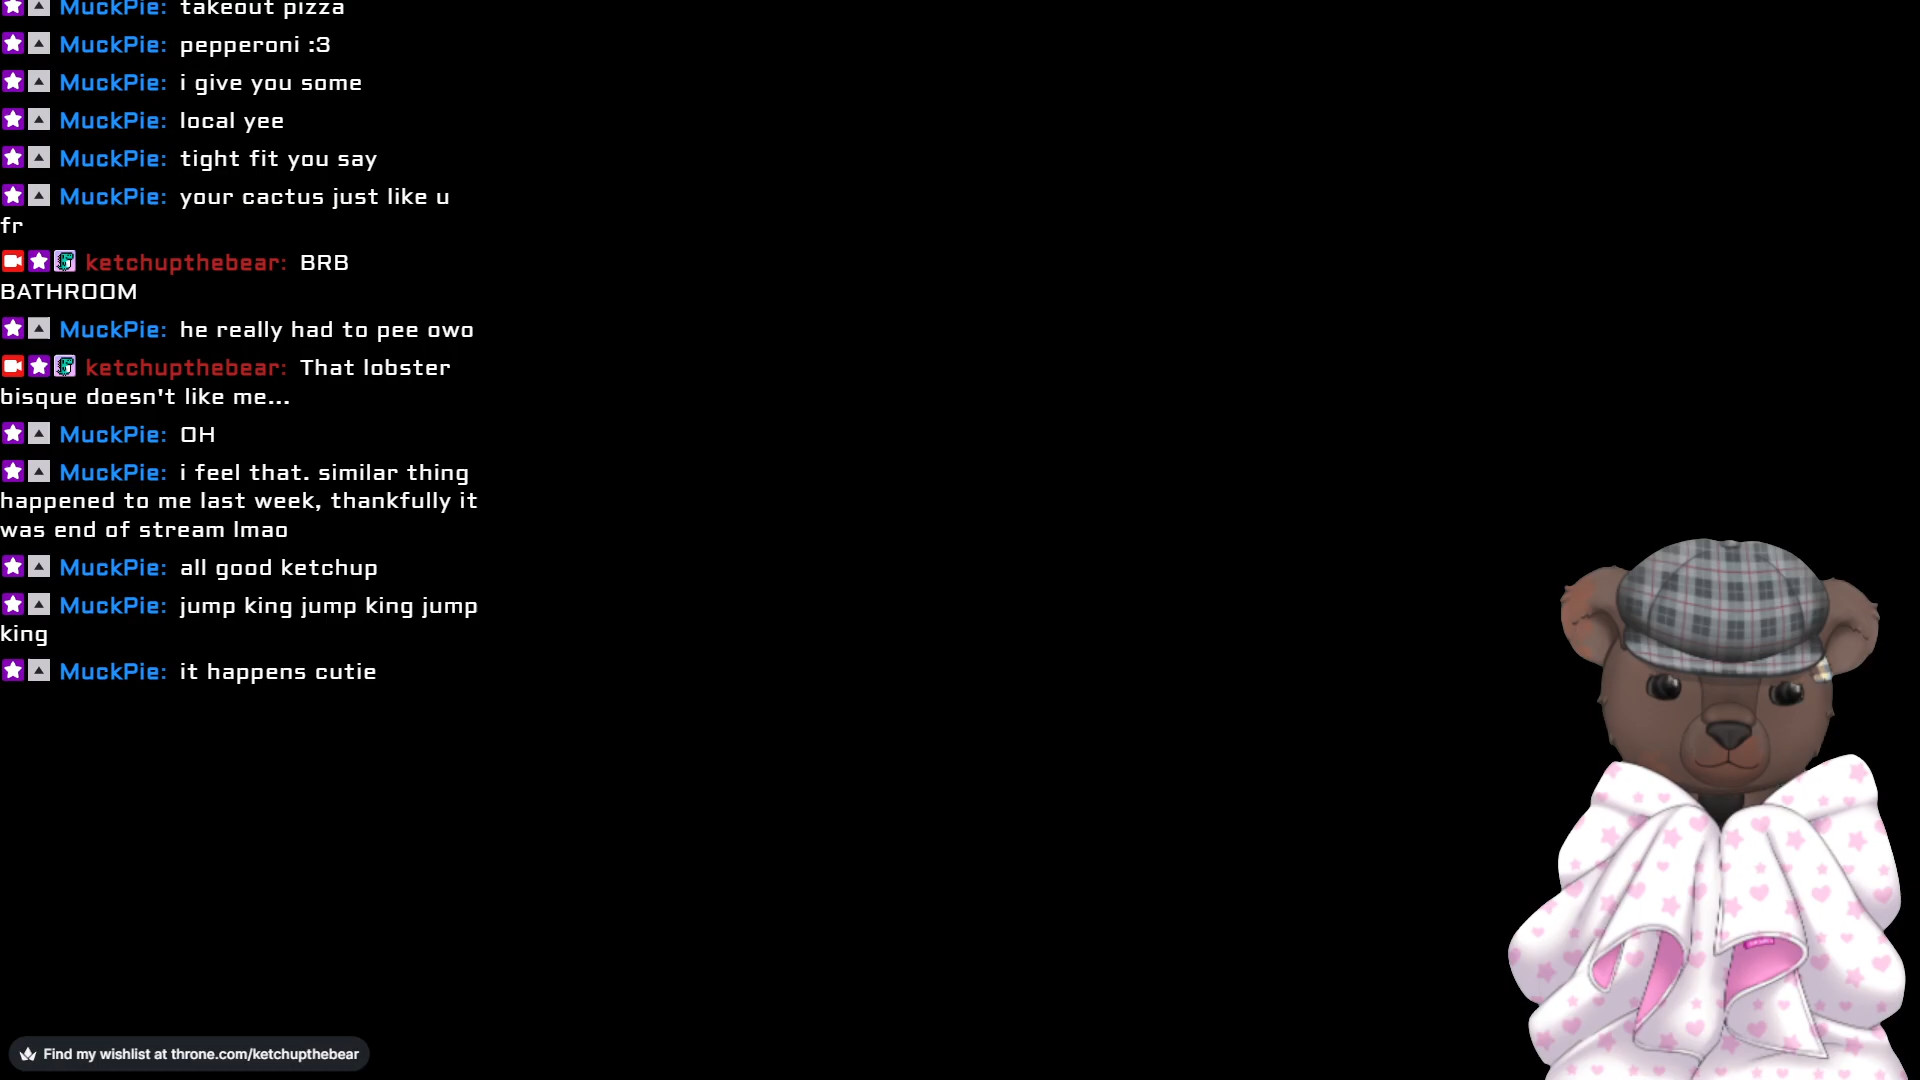 MuckPie: takeout pizza
MuckPie: pepperoni :3
MuckPie: i give you some
MuckPie: local yee
MuckPie: tight fit you say
MuckPie: your cactus just like u
fr
ketchupthebear: BRB
BATHROOM
MuckPie: he really had to pee owo
ketchupthebear: That lobster
bisque doesn't like me...
MuckPie: OH
MuckPie: i feel that. similar thing
happened to me last week, thankfully it
was end of stream lmao
MuckPie: all good ketchup
MuckPie: jump king jump king jump
king
MuckPie: it happens cutie
Find my wishlist at throne.com/ketchupthebear